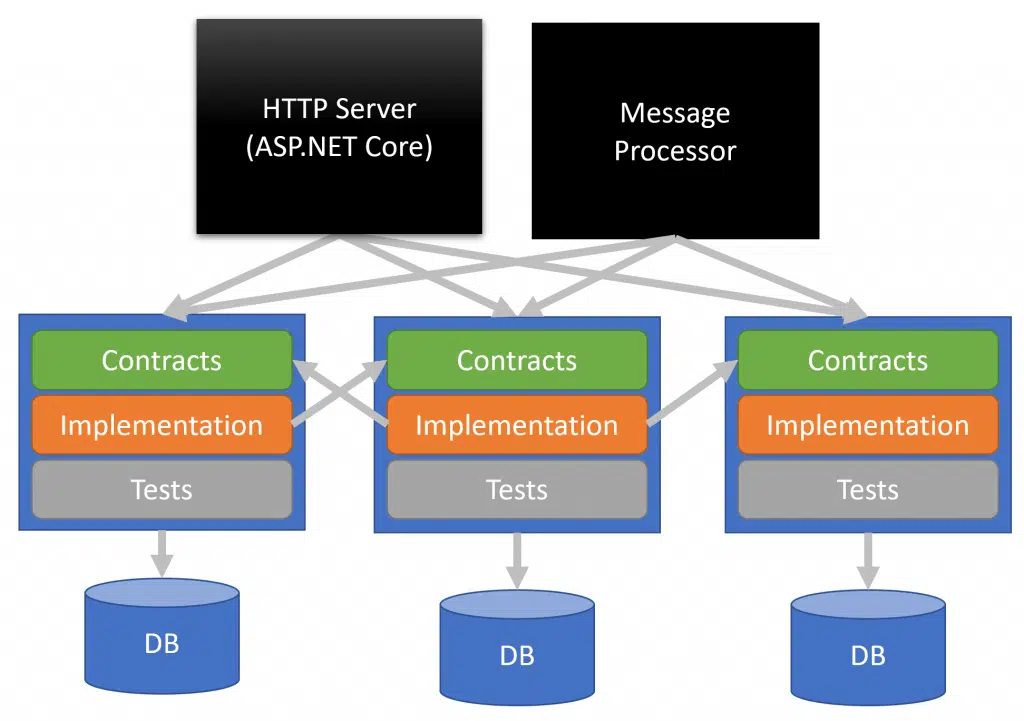 HTTP Server
(ASP.NET Core)
Message
Processor
Contracts
Implementation
Tests
DB
Contracts
Implementation
Tests
DB
Contracts
Implementation
Tests
DB